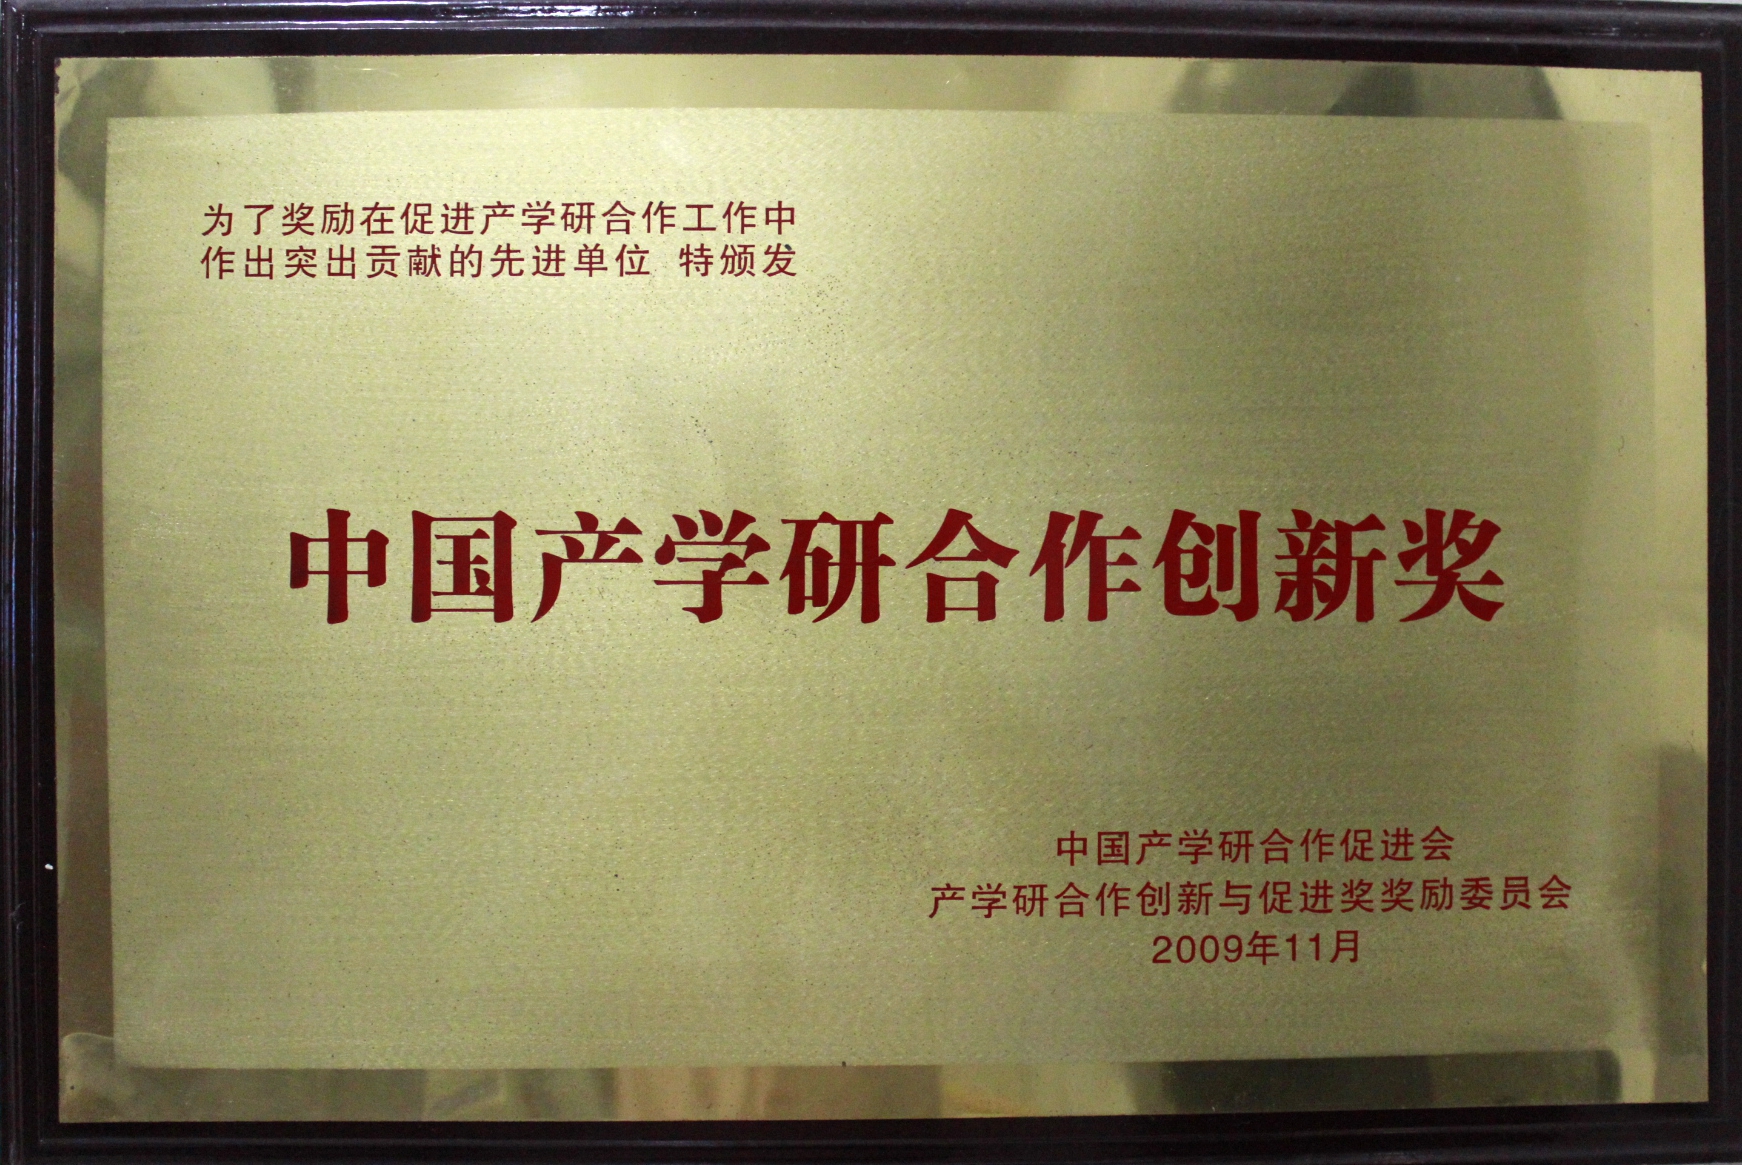 为了奖励在促进产学研合作工作中
作出突出贡献的先进单位 特颁发
中国产学研合作创新奖
中国产学研合作促进会
产学研合作创新与促进奖奖励委员会
2009年11月